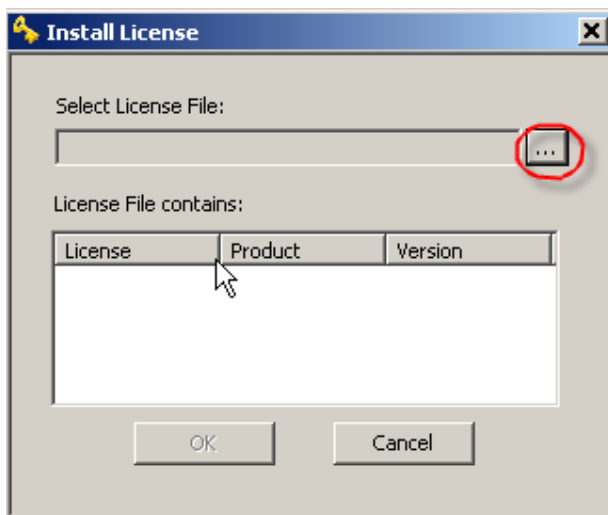 Install License
Select License File:
...
License File contains:
License Product Version
OK Cancel